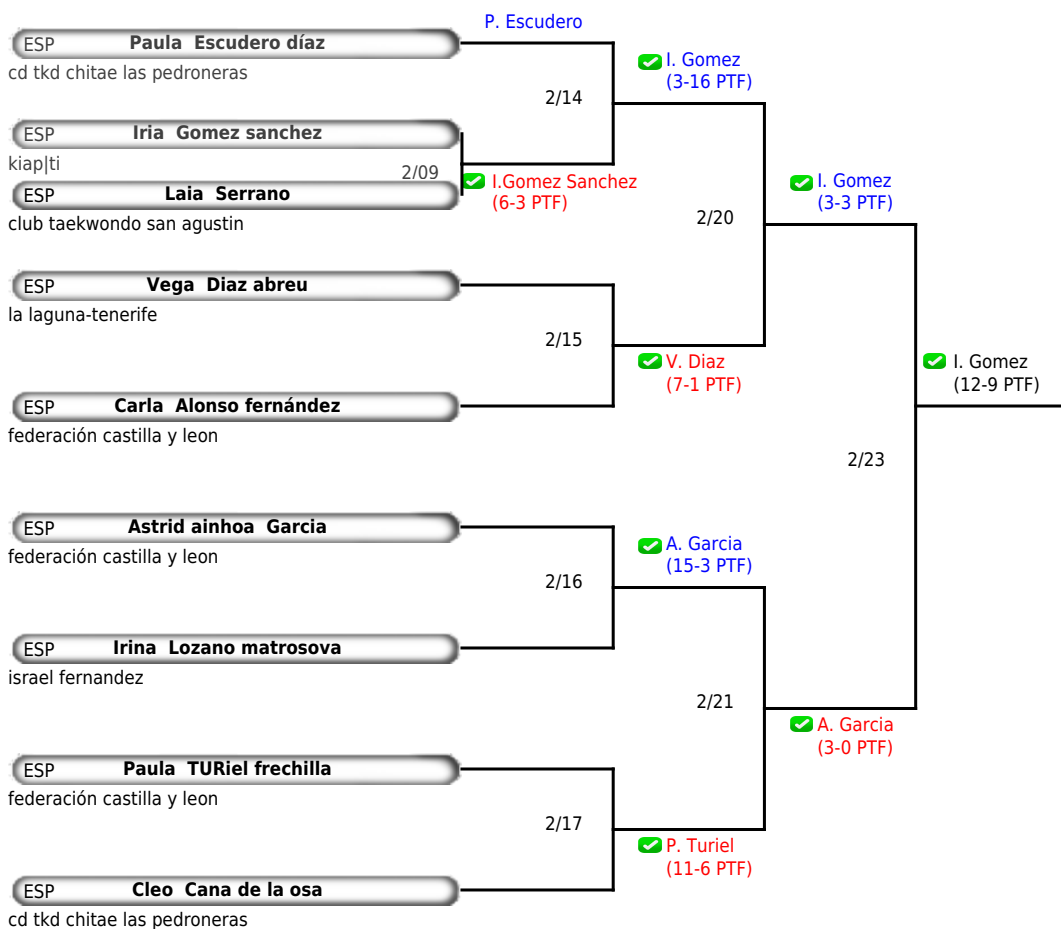 P. Escudero
ESP Paula Escudero díaz
cd tkd chitae las pedroneras
I. Gomez
(3-16 PTF)
2/14
ESP Iria Gomez sanchez
kiap|ti
2/09
I.Gomez Sanchez
(6-3 PTF)
ESP Laia Serrano
club taekwondo san agustin
I. Gomez
(3-3 PTF)
2/20
ESP Vega Diaz abreu
la laguna-tenerife
2/15
V. Diaz
(7-1 PTF)
I. Gomez
(12-9 PTF)
ESP Carla Alonso fernández
federación castilla y leon
2/23
ESP Astrid ainhoa Garcia
federación castilla y leon
A. Garcia
(15-3 PTF)
2/16
ESP Irina Lozano matrosova
israel fernandez
2/21
A. Garcia
(3-0 PTF)
ESP Paula TURiel frechilla
federación castilla y leon
2/17
P. Turiel
(11-6 PTF)
ESP Cleo Cana de la osa
cd tkd chitae las pedroneras